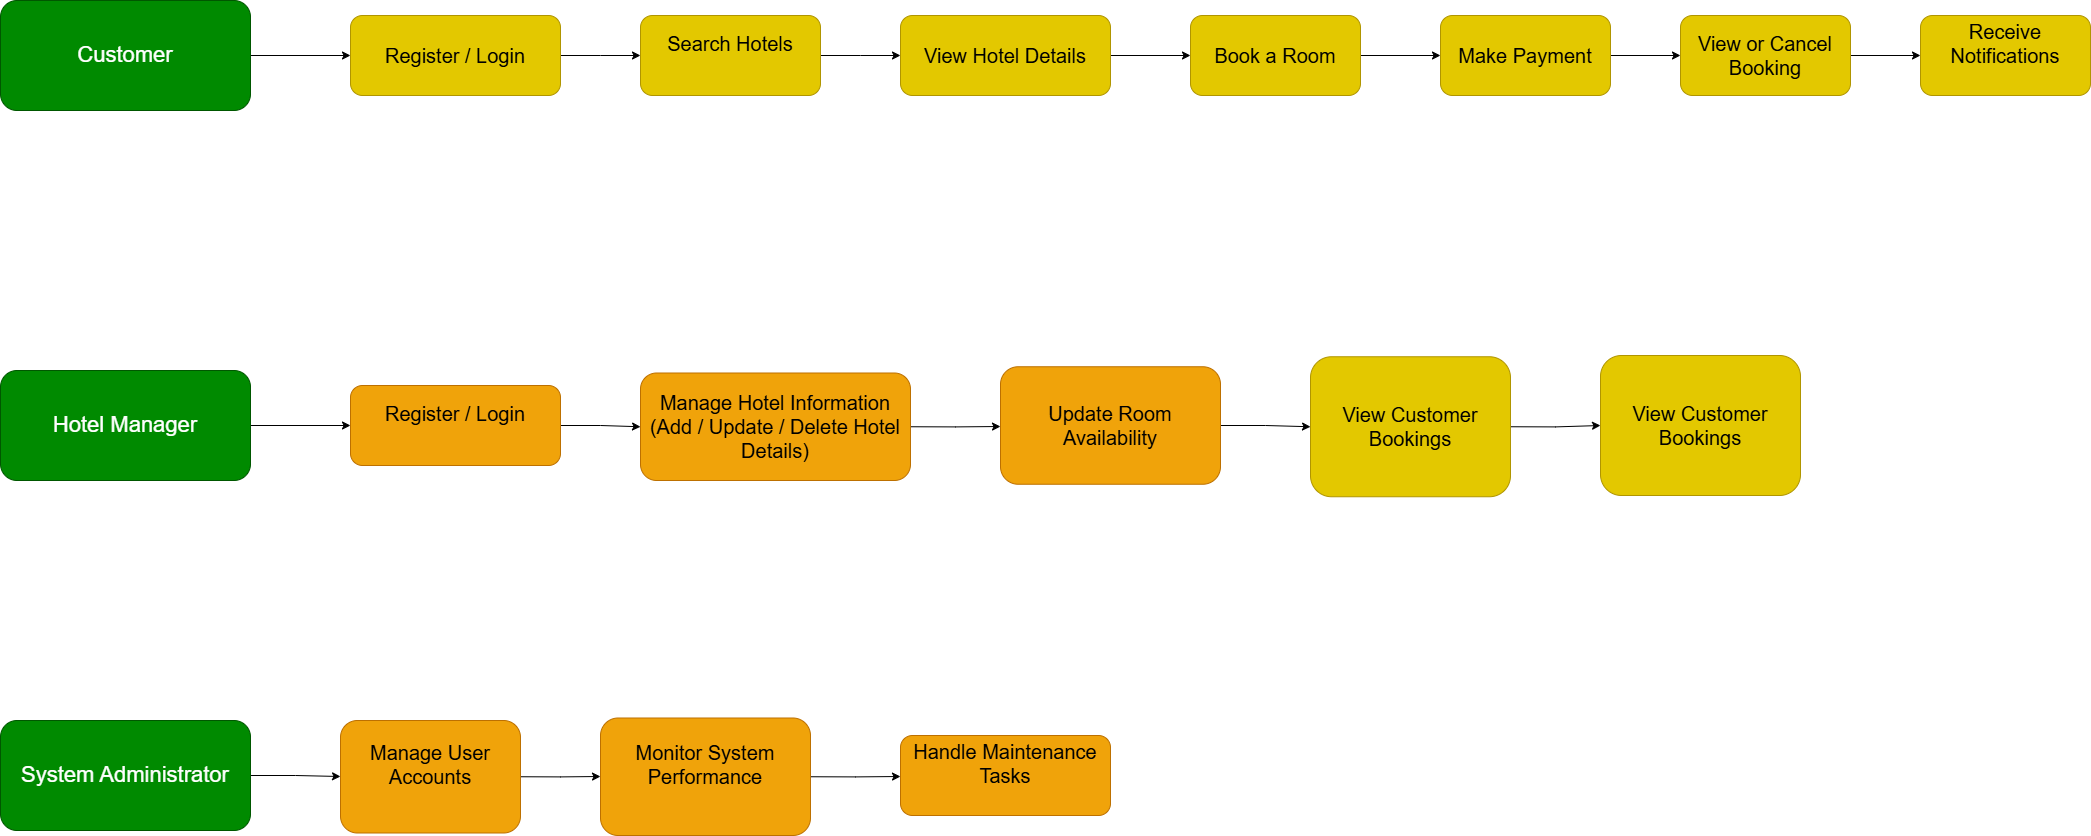 Customer
Register / Login
Search Hotels
View Hotel Details
Book a Room
Make Payment
View or Cancel
Booking
Receive
Notifications
Hotel Manager
Register / Login
Manage Hotel Information
(Add / Update / Delete Hotel
Details)
Update Room
Availability
View Customer
Bookings
View Customer
Bookings
System Administrator
Manage User
Accounts
Monitor System
Performance
Handle Maintenance
Tasks